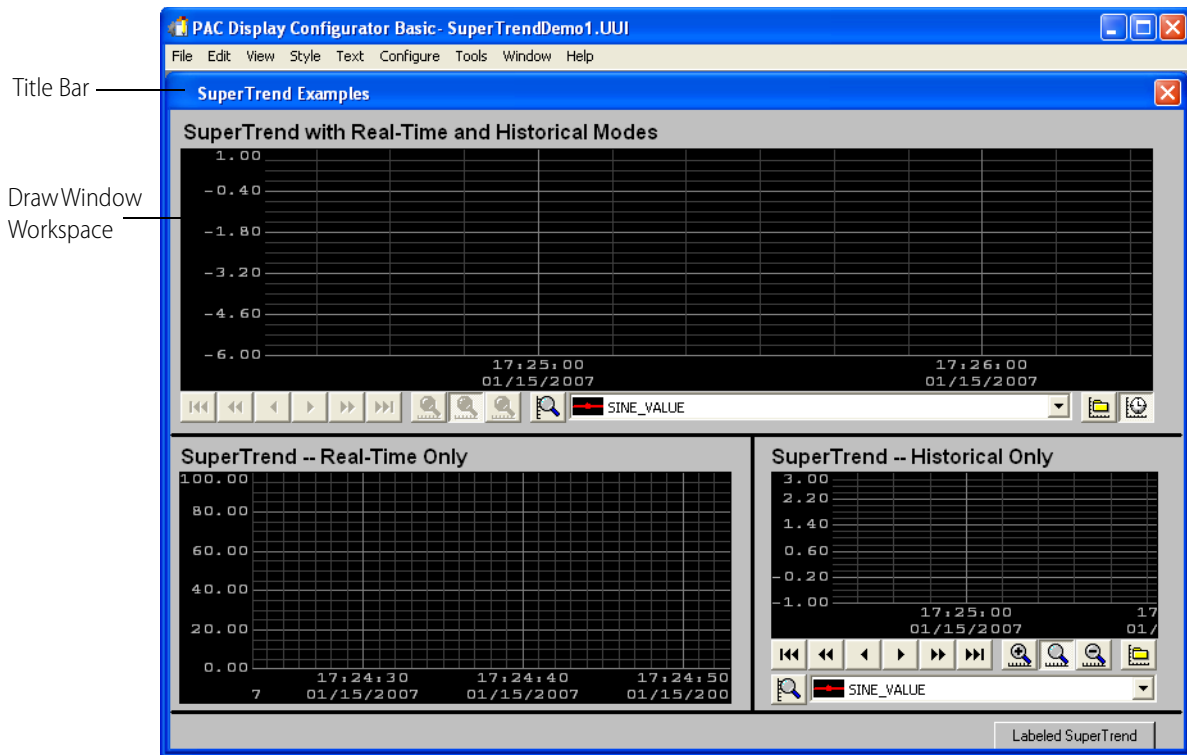 PAC Display Configurator Basic- SuperTrendDemo1.UUI
File Edit View Style Text Configure Tools Window Help
Title Bar
SuperTrend Examples
SuperTrend with Real-Time and Historical Modes
Draw Window
Workspace
1.00
-0.40
-1.80
-3.20
-4.60
-6.00
17:25:00 17:26:00
01/15/2007 01/15/2007
SINE_VALUE
SuperTrend -- Real-Time Only
100.00
80.00
60.00
40.00
20.00
0.00
17:24:30 17:24:40 17:24:50
7 01/15/2007 01/15/2007 01/15/200
SuperTrend -- Historical Only
3.00
2.20
1.40
0.60
-0.20
-1.00
17:25:00 17
01/15/2007 01/
SINE_VALUE
Labeled SuperTrend